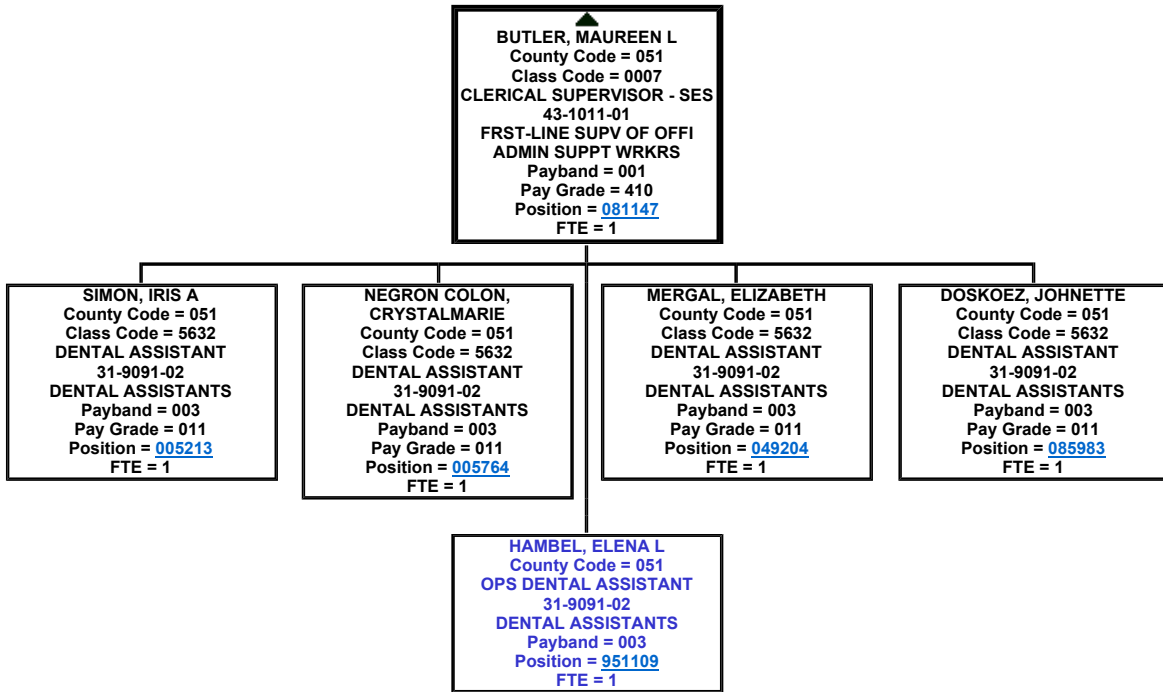 BUTLER, MAUREEN L
County Code = 051
Class Code = 0007
CLERICAL SUPERVISOR - SES
43-1011-01
FRST-LINE SUPV OF OFFI
ADMIN SUPPT WRKRS
Payband = 001
Pay Grade = 410
Position = 081147
FTE = 1
SIMON, IRIS A
County Code = 051
Class Code = 5632
DENTAL ASSISTANT
31-9091-02
DENTAL ASSISTANTS
Payband = 003
Pay Grade = 011
Position = 005213
FTE = 1
NEGRON COLON,
CRYSTALMARIE
County Code = 051
Class Code = 5632
DENTAL ASSISTANT
31-9091-02
DENTAL ASSISTANTS
Payband = 003
Pay Grade = 011
Position = 005764
FTE = 1
MERGAL, ELIZABETH
County Code = 051
Class Code = 5632
DENTAL ASSISTANT
31-9091-02
DENTAL ASSISTANTS
Payband = 003
Pay Grade = 011
Position = 049204
FTE = 1
DOSKOEZ, JOHNETTE
County Code = 051
Class Code = 5632
DENTAL ASSISTANT
31-9091-02
DENTAL ASSISTANTS
Payband = 003
Pay Grade = 011
Position = 085983
FTE = 1
HAMBEL, ELENA L
County Code = 051
OPS DENTAL ASSISTANT
31-9091-02
DENTAL ASSISTANTS
Payband = 003
Position = 951109
FTE = 1